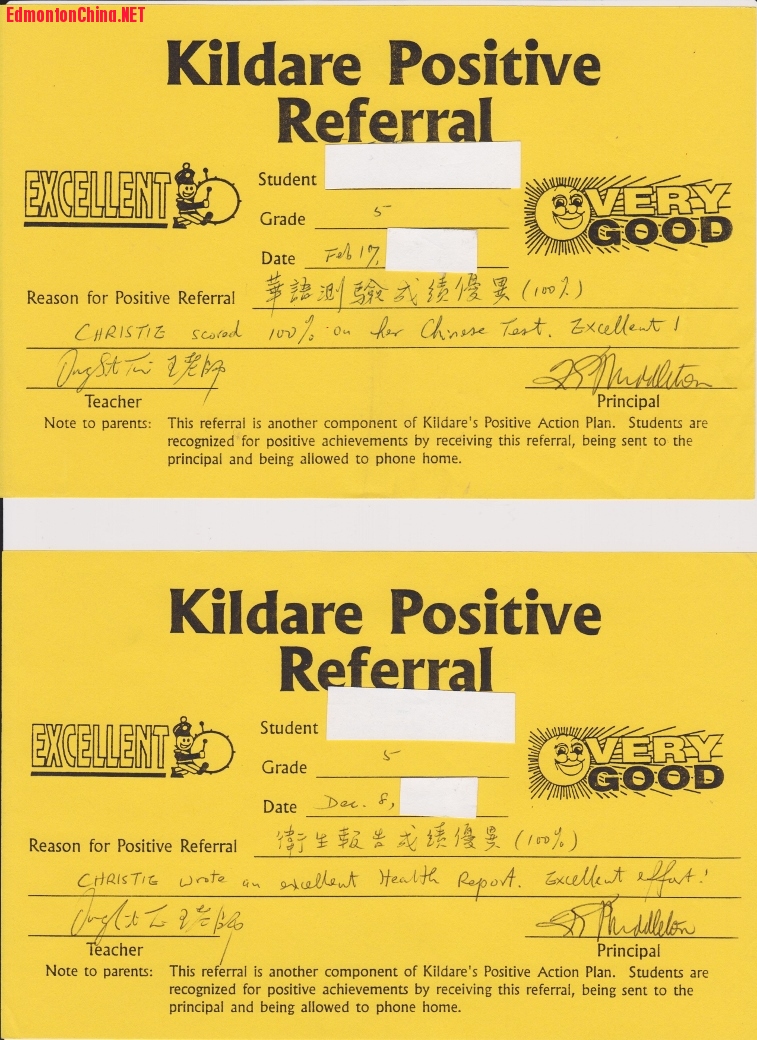 EdmontonChina.NET
Kildare Positive
Referral
EXCELLENT
Student
Grade 5
Date Feb 17,
VERY
GOOD
Reason for Positive Referral 華語測驗成績優異 (100%)
CHRISTIE scored 100% on her Chinese Test. Excellent!
王老師
Middleton
Teacher
Principal
Note to parents: This referral is another component of Kildare's Positive Action Plan. Students are
recognized for positive achievements by receiving this referral, being sent to the
principal and being allowed to phone home.
Kildare Positive
Referral
EXCELLENT
Student
Grade 5
Date Dec. 8,
VERY
GOOD
Reason for Positive Referral 衛生報告成績優異 (100%)
CHRISTIE wrote an excellent Health Report. Excellent effort!
王老師
Middleton
Teacher
Principal
Note to parents: This referral is another component of Kildare's Positive Action Plan. Students are
recognized for positive achievements by receiving this referral, being sent to the
principal and being allowed to phone home.